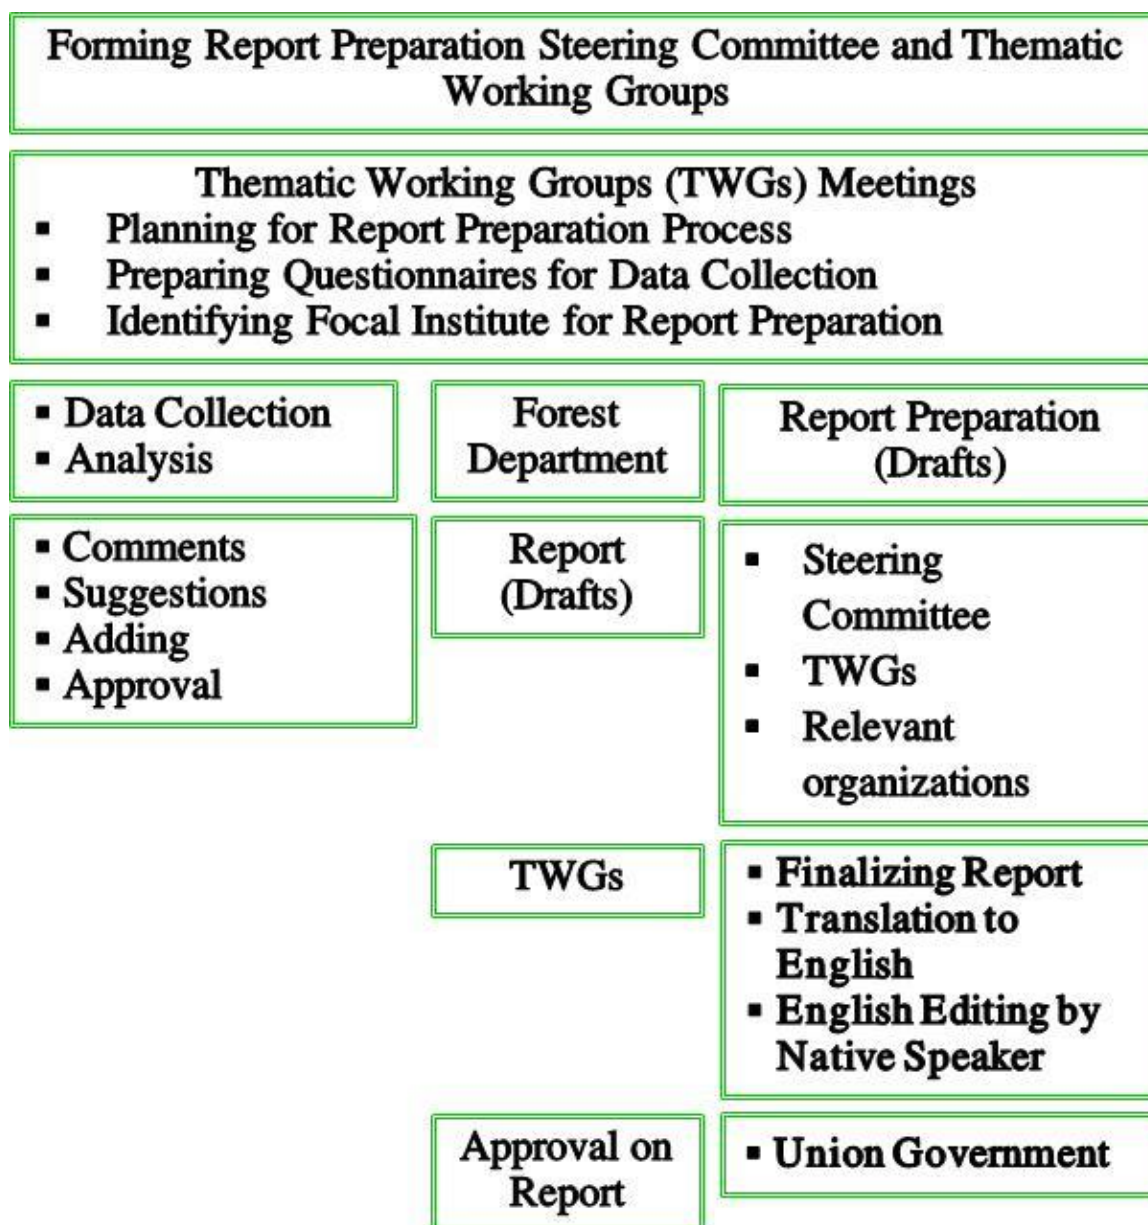 Forming Report Preparation Steering Committee and Thematic
Working Groups
Thematic Working Groups (TWGs) Meetings
▪ Planning for Report Preparation Process
▪ Preparing Questionnaires for Data Collection
▪ Identifying Focal Institute for Report Preparation
▪ Data Collection
▪ Analysis
Forest
Department
Report Preparation
(Drafts)
▪ Comments
▪ Suggestions
▪ Adding
▪ Approval
Report
(Drafts)
▪ Steering
Committee
▪ TWGs
▪ Relevant
organizations
TWGs
▪ Finalizing Report
▪ Translation to
English
▪ English Editing by
Native Speaker
Approval on
Report
▪ Union Government